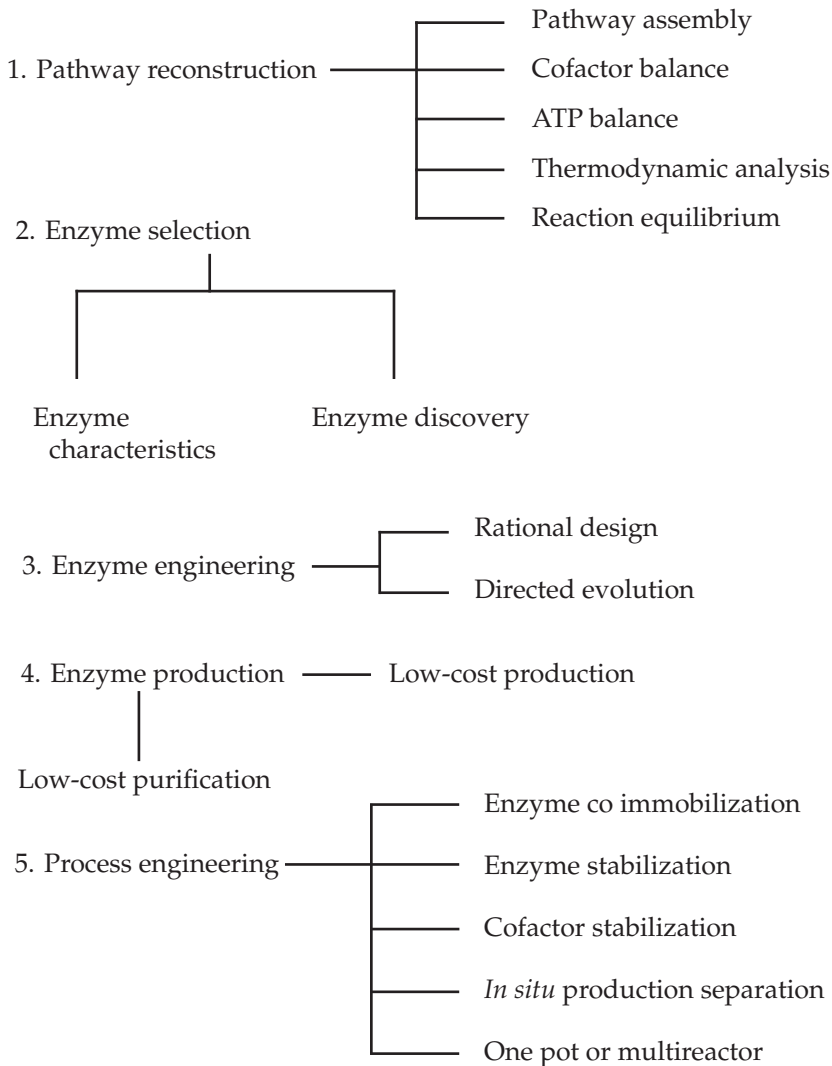 Pathway assembly
1. Pathway reconstruction
Cofactor balance
ATP balance
Thermodynamic analysis
Reaction equilibrium
2. Enzyme selection
Enzyme
characteristics
Enzyme discovery
Rational design
3. Enzyme engineering
Directed evolution
4. Enzyme production
Low-cost production
Low-cost purification
Enzyme co immobilization
5. Process engineering
Enzyme stabilization
Cofactor stabilization
In situ production separation
One pot or multireactor